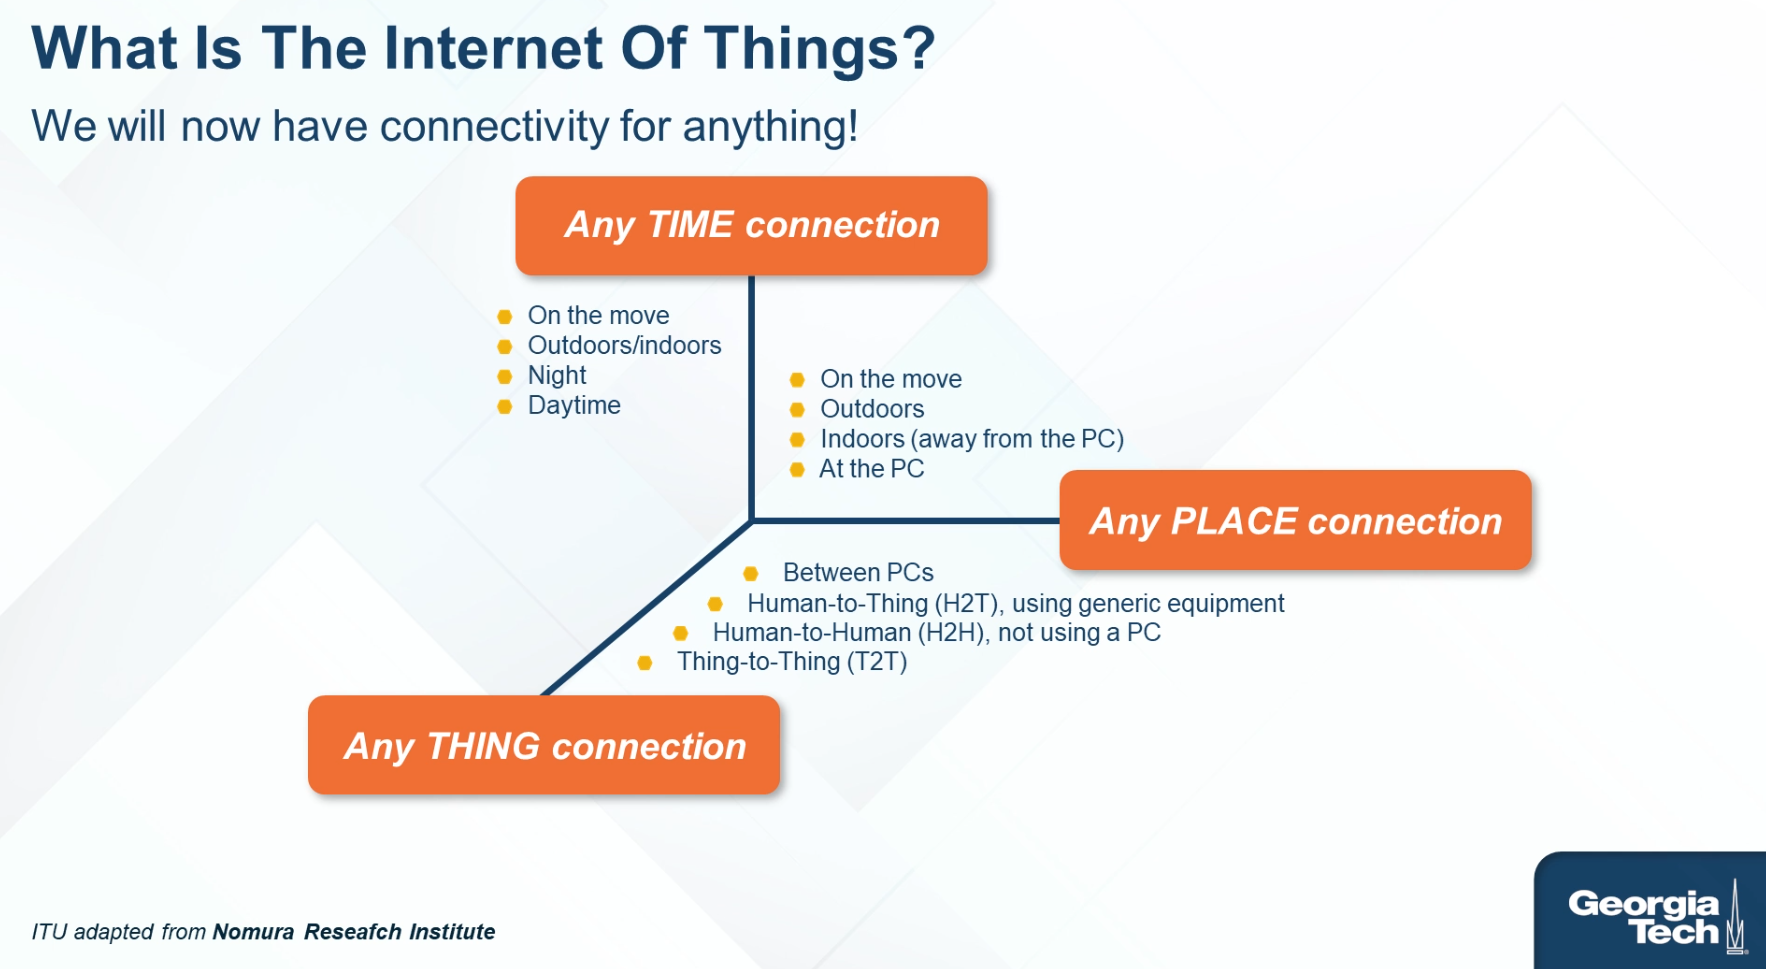 What Is The Internet Of Things?
We will now have connectivity for anything!
Any TIME connection
On the move
Outdoors/indoors
Night
Daytime
On the move
Outdoors
Indoors (away from the PC)
At the PC
Any PLACE connection
Between PCs
Human-to-Thing (H2T), using generic equipment
Human-to-Human (H2H), not using a PC
Thing-to-Thing (T2T)
Any THING connection
ITU adapted from Nomura Reseafch Institute
Georgia
Tech